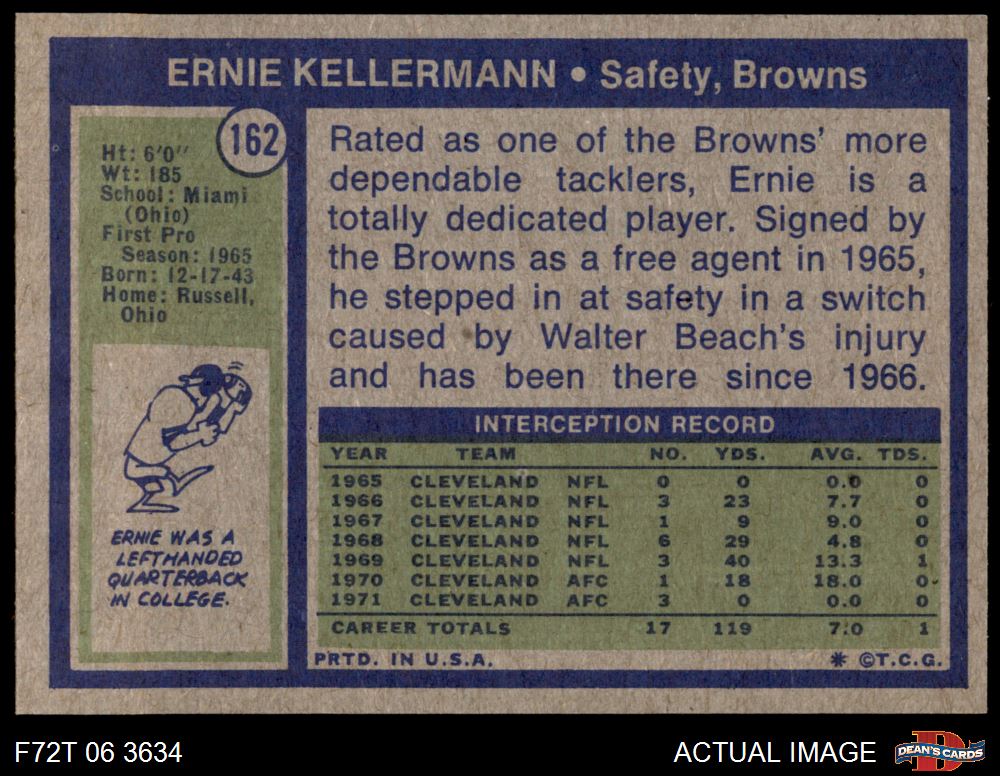 ERNIE KELLERMANN • Safety, Browns
162
Ht: 6'0"
Wt: 185
School: Miami
(Ohio)
First Pro
Season: 1965
Born: 12-17-43
Home: Russell,
Ohio
ERNIE WAS A
LEFTHANDED
QUARTERBACK
IN COLLEGE.
Rated as one of the Browns' more
dependable tacklers, Ernie is a
totally dedicated player. Signed by
the Browns as a free agent in 1965,
he stepped in at safety in a switch
caused by Walter Beach's injury
and has been there since 1966.
INTERCEPTION RECORD
YEAR TEAM NO. YDS. AVG. TDS.
1965 CLEVELAND NFL 0 0 0.0 0
1966 CLEVELAND NFL 3 23 7.7 0
1967 CLEVELAND NFL 1 9 9.0 0
1968 CLEVELAND NFL 6 29 4.8 0
1969 CLEVELAND NFL 3 40 13.3 1
1970 CLEVELAND AFC 1 18 18.0 0
1971 CLEVELAND AFC 3 0 0.0 0
CAREER TOTALS 17 119 7.0 1
PRTD. IN U.S.A. * ©T.C.G.
F72T 06 3634 ACTUAL IMAGE DEAN'S CARDS